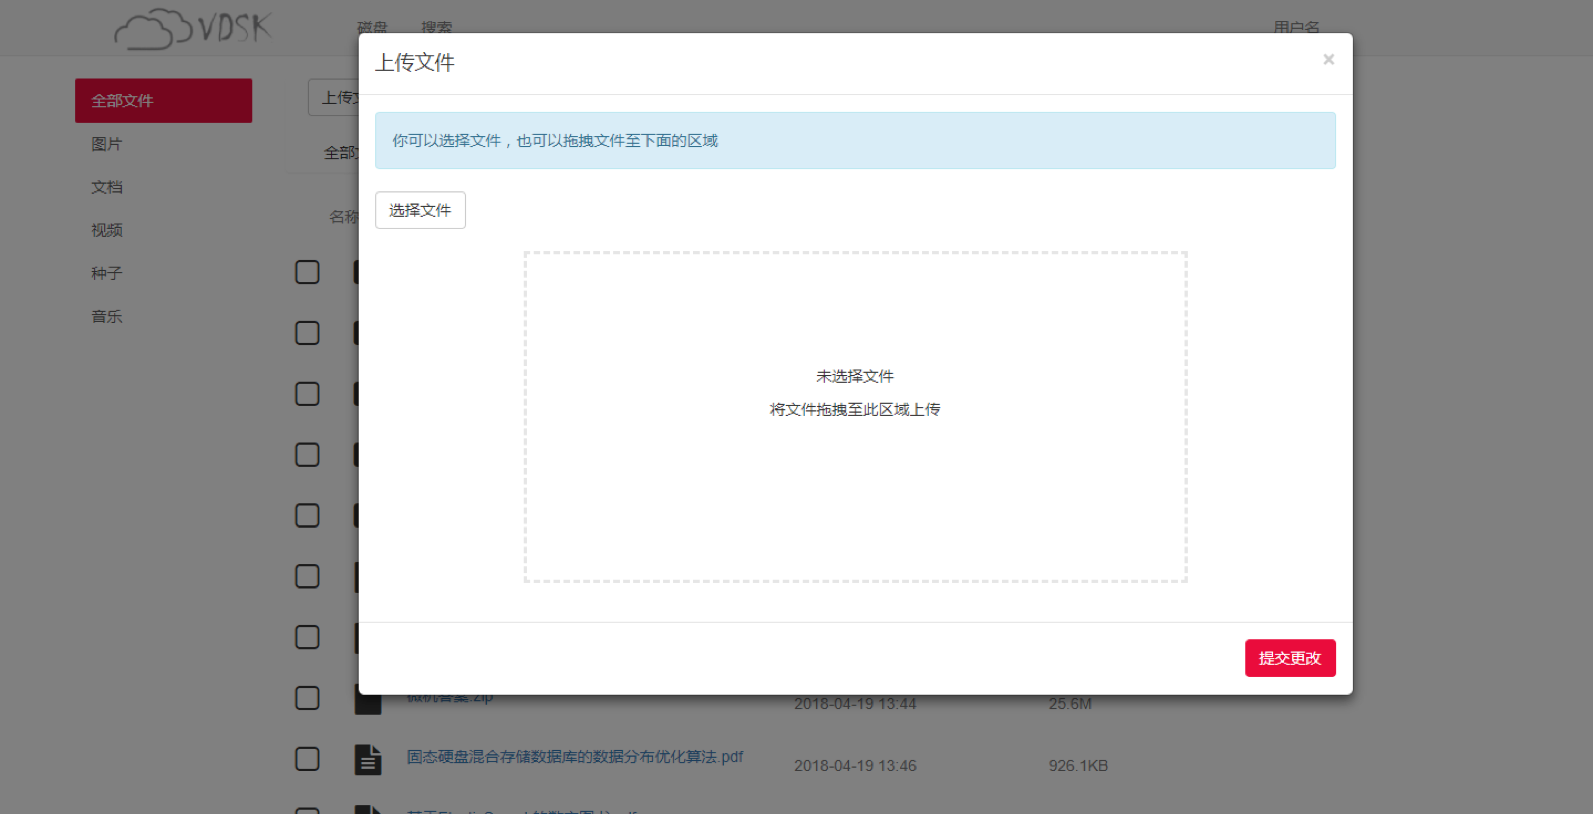 VDSK
磁盘
搜索
用户名
上传文件
×
你可以选择文件，也可以拖拽文件至下面的区域
选择文件
未选择文件
将文件拖拽至此区域上传
提交更改
全部文件
图片
文档
视频
种子
音乐
上传
全部
名称
微机答案.zip
2018-04-19 13:44
25.6M
固态硬盘混合存储数据库的数据分布优化算法.pdf
2018-04-19 13:46
926.1KB